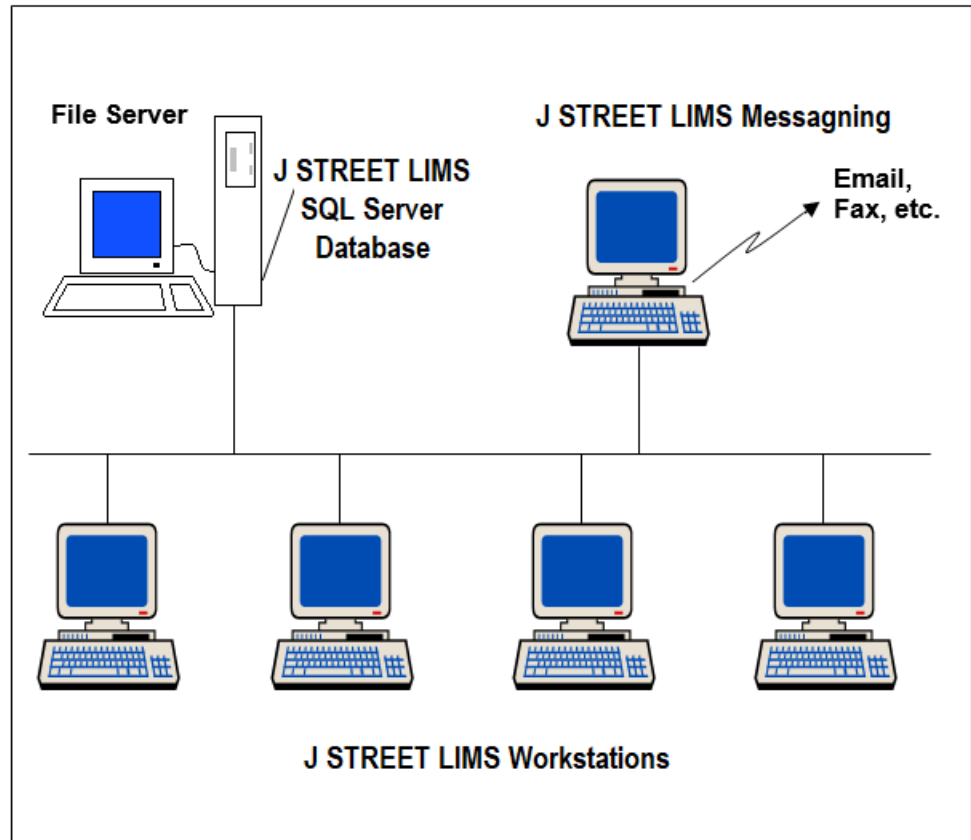 File Server
J STREET LIMS
SQL Server
Database
J STREET LIMS Messagning
Email,
Fax, etc.
J STREET LIMS Workstations